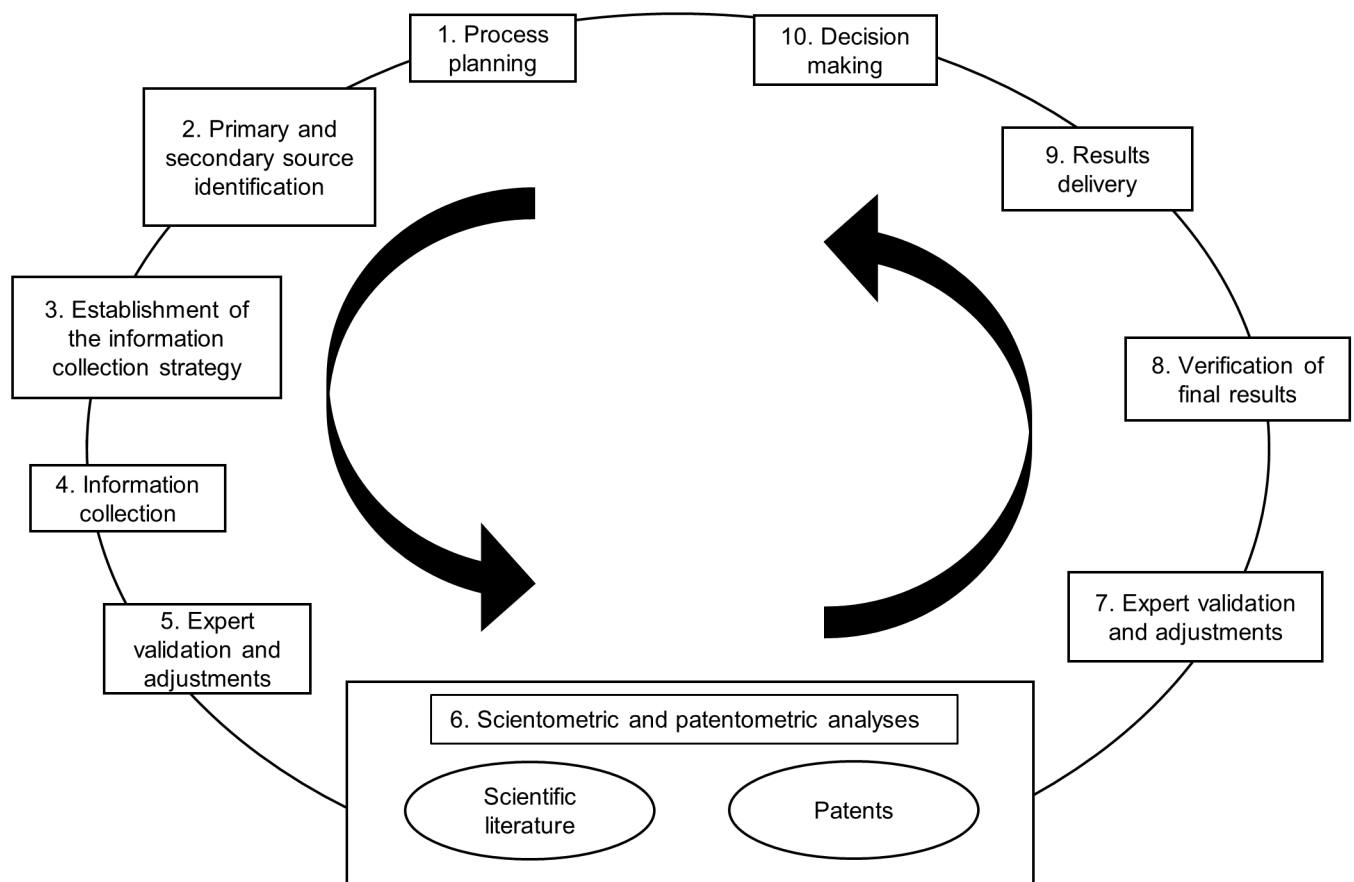 1. Process
planning
2. Primary and
secondary source
identification
3. Establishment of
the information
collection strategy
4. Information
collection
5. Expert
validation and
adjustments
6. Scientometric and patentometric analyses
Scientific
literature
Patents
7. Expert validation
and adjustments
8. Verification of
final results
9. Results
delivery
10. Decision
making